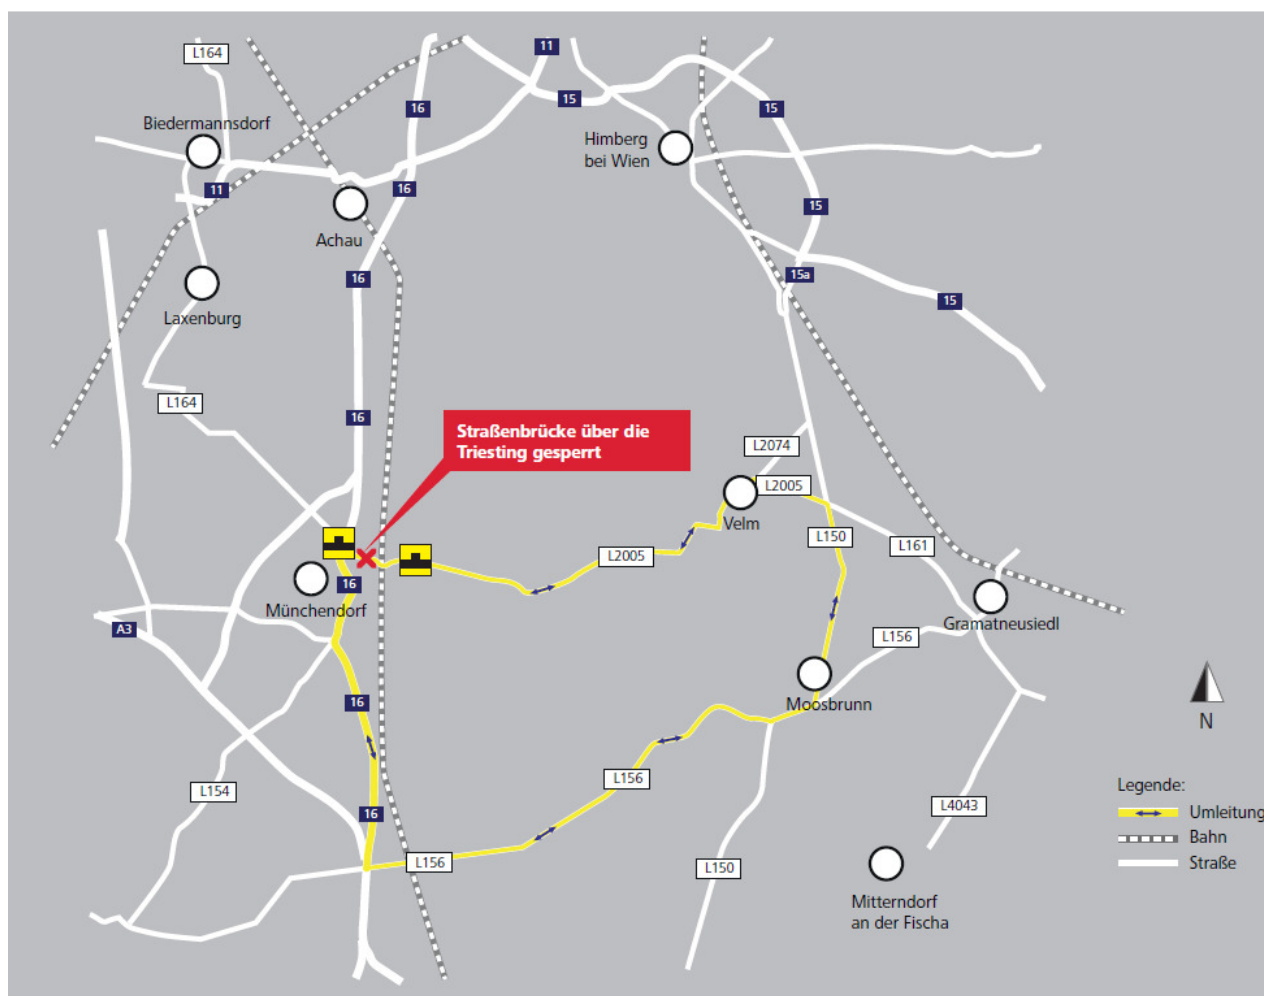 11
L164
16
15
15
Biedermannsdorf
Himberg
bei Wien
11
16
15
Achau
15a
16
15
Laxenburg
L164
16
Straßenbrücke über die
Triesting gesperrt
L2074
L2005
Velm
L150
L161
L2005
16
Münchendorf
A3
Gramatneusiedl
L156
16
Moosbrunn
N
L156
L154
Legende:
L4043
Umleitung
16
Bahn
L156
L150
Straße
Mitterndorf
an der Fischa